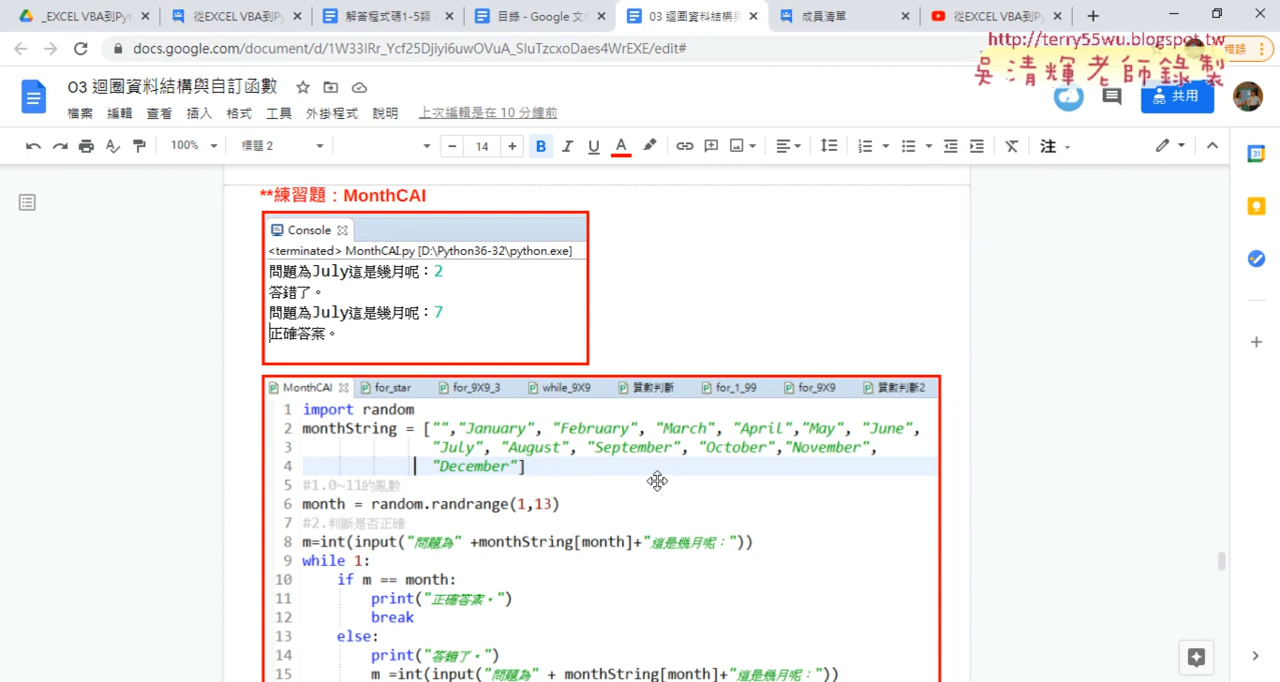 _EXCEL VBA到Pyt
從EXCEL VBA到Py
解答程式碼1-5類
目錄 - Google 文
03 迴圈資料結構與
成員清單
從EXCEL VBA到Py
docs.google.com/document/d/1W33IRr_Ycf25Djiyi6uwOVuA_SIuTzcxoDaes4WrEXE/edit#
http://terry55wu.blogspot.tw
吳清輝老師錄製
03 迴圈資料結構與自訂函數
檔案 編輯 查看 插入 格式 工具 外掛程式 說明 上次編輯是在 10 分鐘前
共用
100% 標題 2 14 B I U A 注
31
**練習題：MonthCAI
Console
<terminated> MonthCAI.py [D:\Python36-32\python.exe]
問題為July這是幾月呢：2
答錯了。
問題為July這是幾月呢：7
正確答案。
MonthCAI for_star for_9X9_3 while_9X9 質數判斷 for_1_99 for_9X9 質數判斷2
1 import random
2 monthString = ["","January", "February", "March", "April","May", "June",
3 "July", "August", "September", "October","November",
4 "December"]
5 #1.0~11的亂數
6 month = random.randrange(1,13)
7 #2.判斷是否正確
8 m=int(input("問題為" +monthString[month]+"這是幾月呢："))
9 while 1:
10 if m == month:
11 print("正確答案。")
12 break
13 else:
14 print("答錯了。")
15 m =int(input("問題為" + monthString[month]+"這是幾月呢："))